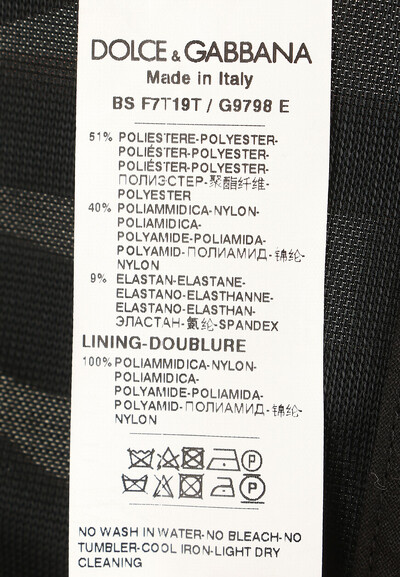 DOLCE & GABBANA
Made in Italy
BS F7T19T / G9798 E
51% POLIESTERE-POLYESTER-
POLIÉSTER-POLYESTER-
POLIÉSTER-POLYESTER-
ПОЛИЭСТЕР-聚酯纤维-
POLYESTER
40% POLIAMMIDICA-NYLON-
POLIAMIDICA-
POLYAMIDE-POLIAMIDA-
POLYAMID-ПОЛИАМИД-锦纶-
NYLON
9% ELASTAN-ELASTANE-
ELASTANO-ELASTHANNE-
ELASTANO-ELASTHAN-
ЭЛАСТАН-氨纶-SPANDEX
LINING-DOUBLURE
100% POLIAMMIDICA-NYLON-
POLIAMIDICA-
POLYAMIDE-POLIAMIDA-
POLYAMID-ПОЛИАМИД-锦纶-
NYLON
P
P
NO WASH IN WATER-NO BLEACH-NO
TUMBLER-COOL IRON-LIGHT DRY
CLEANING